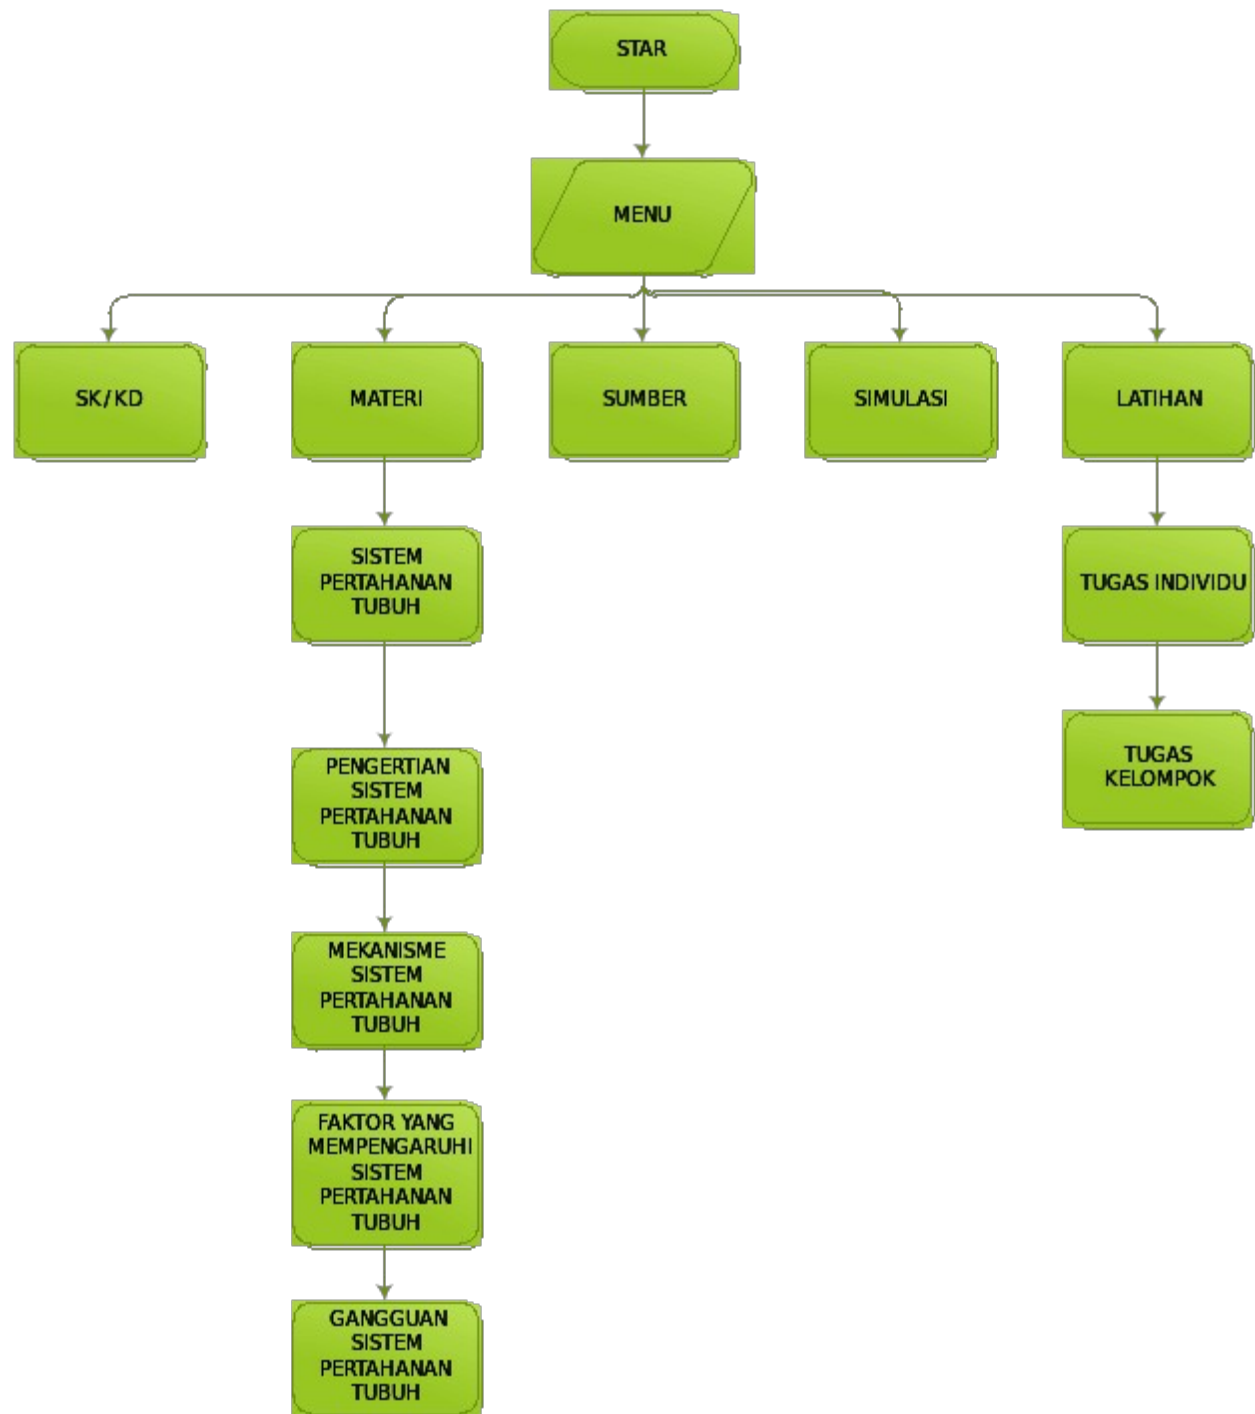 STAR
MENU
SK/KD
MATERI
SUMBER
SIMULASI
LATIHAN
SISTEM
PERTAHANAN
TUBUH
TUGAS INDIVIDU
PENGERTIAN
SISTEM
PERTAHANAN
TUBUH
TUGAS
KELOMPOK
MEKANISME
SISTEM
PERTAHANAN
TUBUH
FAKTOR YANG
MEMPENGARUHI
SISTEM
PERTAHANAN
TUBUH
GANGGUAN
SISTEM
PERTAHANAN
TUBUH